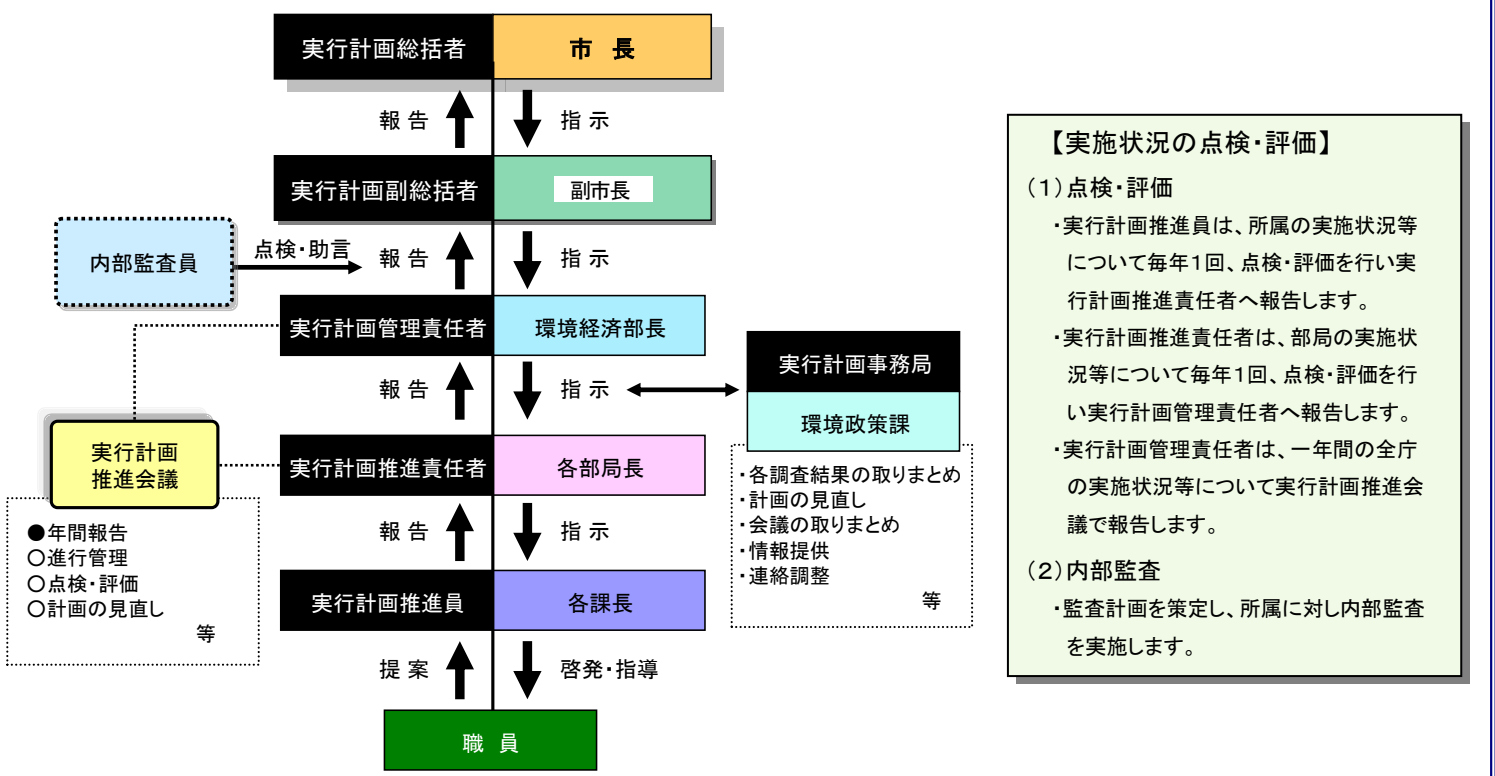 実行計画総括者
市 長
報 告
指 示
実行計画副総括者
副市長
内部監査員
点検・助言
報 告
指 示
実行計画管理責任者
環境経済部長
報 告
指 示
実行計画事務局
環境政策課
・各調査結果の取りまとめ
・計画の見直し
・会議の取りまとめ
・情報提供
・連絡調整
等
実行計画
推進会議
●年間報告
○進行管理
○点検・評価
○計画の見直し
等
実行計画推進責任者
各部局長
報 告
指 示
実行計画推進員
各課長
提 案
啓発・指導
職 員
【実施状況の点検・評価】
(1)点検・評価
・実行計画推進員は、所属の実施状況等
について毎年1回、点検・評価を行い実
行計画推進責任者へ報告します。
・実行計画推進責任者は、部局の実施状
況等について毎年1回、点検・評価を行
い実行計画管理責任者へ報告します。
・実行計画管理責任者は、一年間の全庁
の実施状況等について実行計画推進会
議で報告します。
(2)内部監査
・監査計画を策定し、所属に対し内部監査
を実施します。